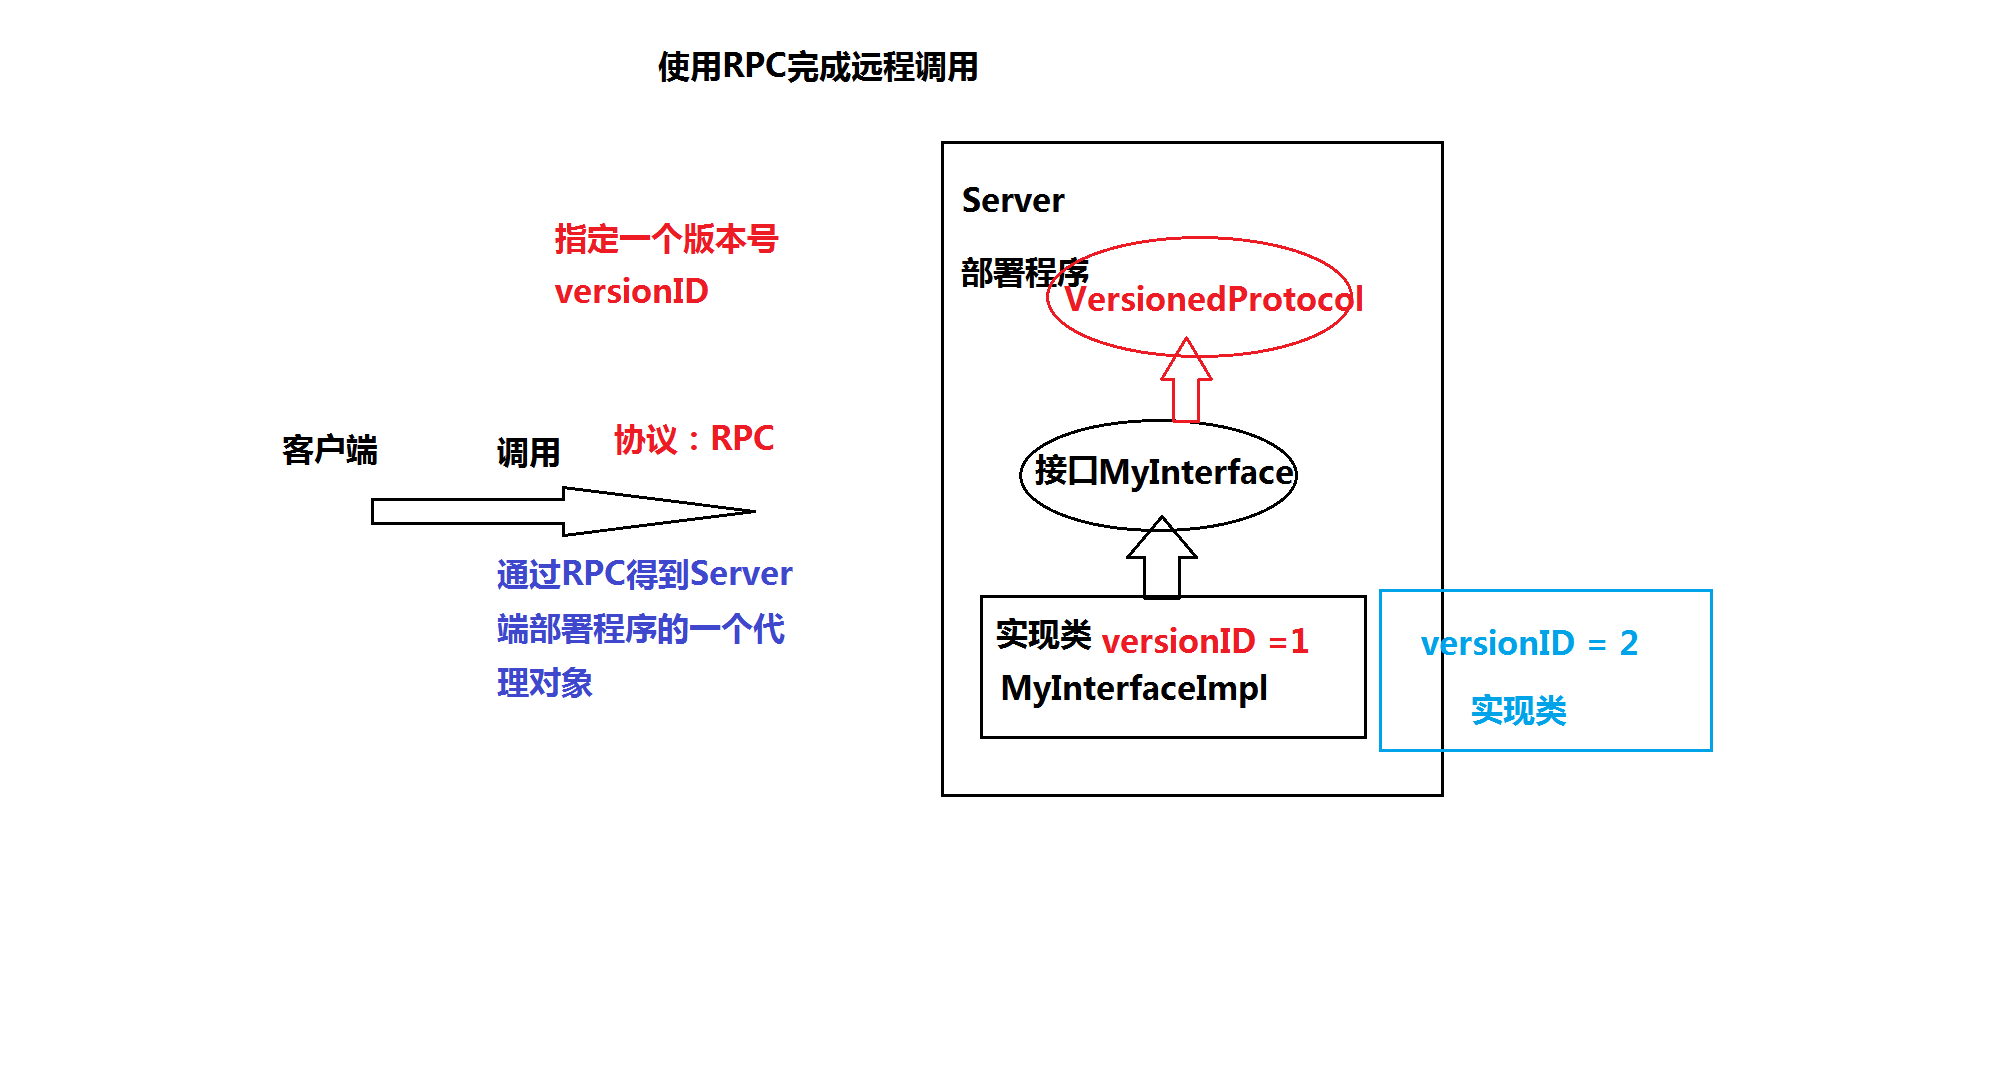 使用RPC完成远程调用
Server
部署程序
VersionedProtocol
指定一个版本号
versionID
客户端
调用
协议：RPC
接口MyInterface
通过RPC得到Server
端部署程序的一个代
理对象
实现类 versionID =1
MyInterfaceImpl
versionID = 2
实现类